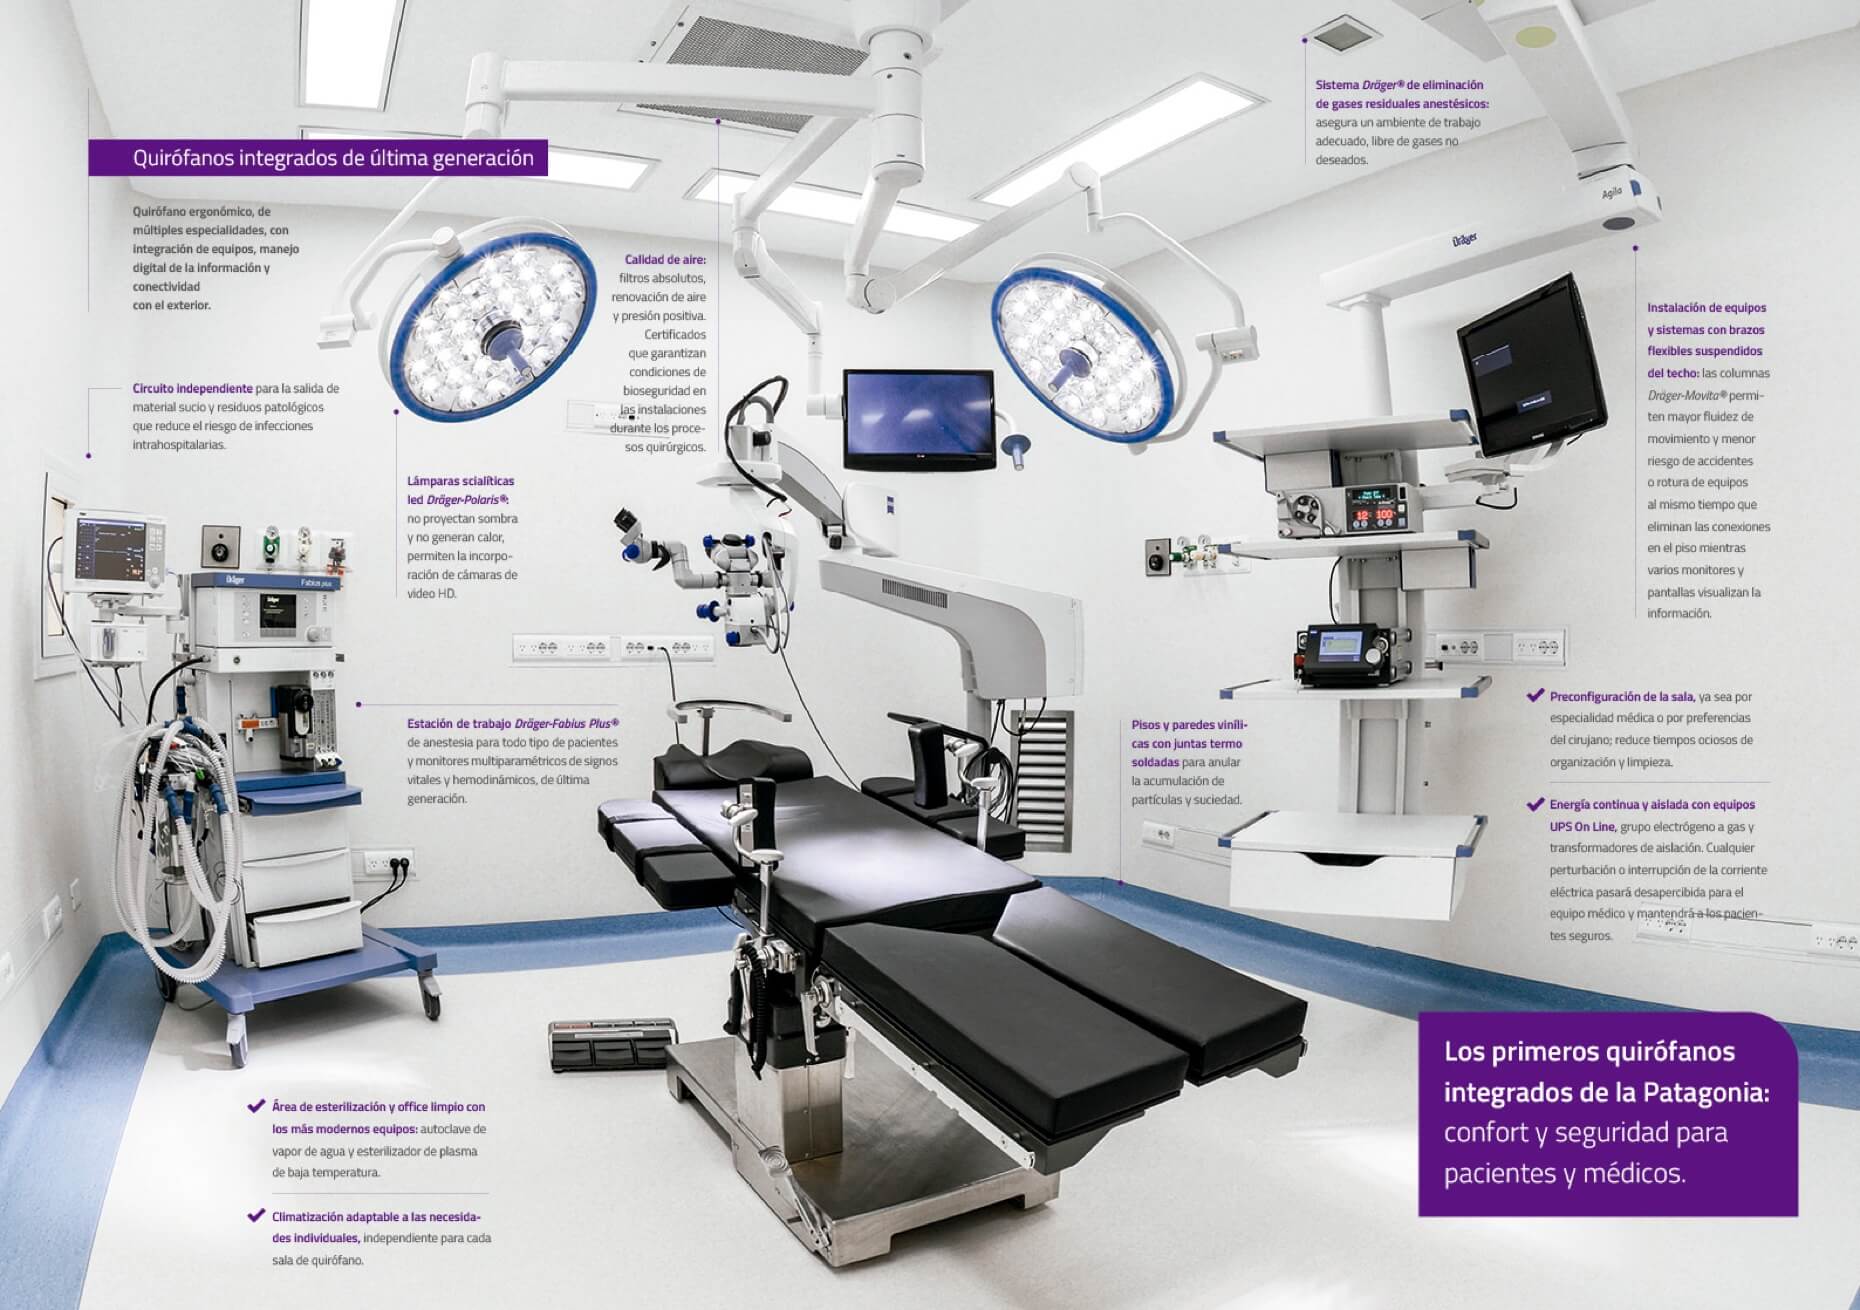 Quirófanos integrados de última generación
Quirófano ergonómico, de
múltiples especialidades, con
integración de equipos, manejo
digital de la información y
conectividad
con el exterior.
Circuito independiente para la salida de
material sucio y residuos patológicos
que reduce el riesgo de infecciones
intrahospitalarias.
Lámparas scialíticas
led Dräger-Polaris®:
no proyectan sombra
y no generan calor,
permiten la incorpo-
ración de cámaras de
video HD.
Calidad de aire:
filtros absolutos,
renovación de aire
y presión positiva.
Certificados
que garantizan
condiciones de
bioseguridad en
las instalaciones
durante los proce-
sos quirúrgicos.
Sistema Dräger® de eliminación
de gases residuales anestésicos:
asegura un ambiente de trabajo
adecuado, libre de gases no
deseados.
Agila
Dräger
Instalación de equipos
y sistemas con brazos
flexibles suspendidos
del techo: las columnas
Dräger-Movita® permi-
ten mayor fluidez de
movimiento y menor
riesgo de accidentes
o rotura de equipos
al mismo tiempo que
eliminan las conexiones
en el piso mientras
varios monitores y
pantallas visualizan la
información.
Dräger
Fabius plus
12 100
Estación de trabajo Dräger-Fabius Plus®
de anestesia para todo tipo de pacientes
y monitores multiparamétricos de signos
vitales y hemodinámicos, de última
generación.
Pisos y paredes viníli-
cas con juntas termo
soldadas para anular
la acumulación de
partículas y suciedad.
Preconfiguración de la sala, ya sea por
especialidad médica o por preferencias
del cirujano; reduce tiempos ociosos de
organización y limpieza.
Energía continua y aislada con equipos
UPS On Line, grupo electrógeno a gas y
transformadores de aislación. Cualquier
perturbación o interrupción de la corriente
eléctrica pasará desapercibida para el
equipo médico y mantendrá a los pacien-
tes seguros.
Área de esterilización y office limpio con
los más modernos equipos: autoclave de
vapor de agua y esterilizador de plasma
de baja temperatura.
Climatización adaptable a las necesida-
des individuales, independiente para cada
sala de quirófano.
Los primeros quirófanos
integrados de la Patagonia:
confort y seguridad para
pacientes y médicos.